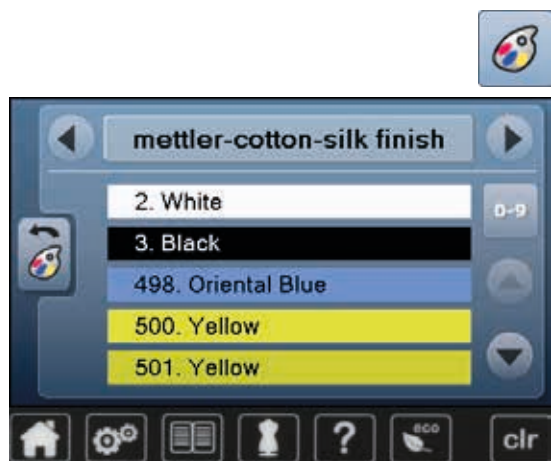 mettler-cotton-silk finish
2. White
0-9
3. Black
498. Oriental Blue
500. Yellow
501. Yellow
?
eco
clr